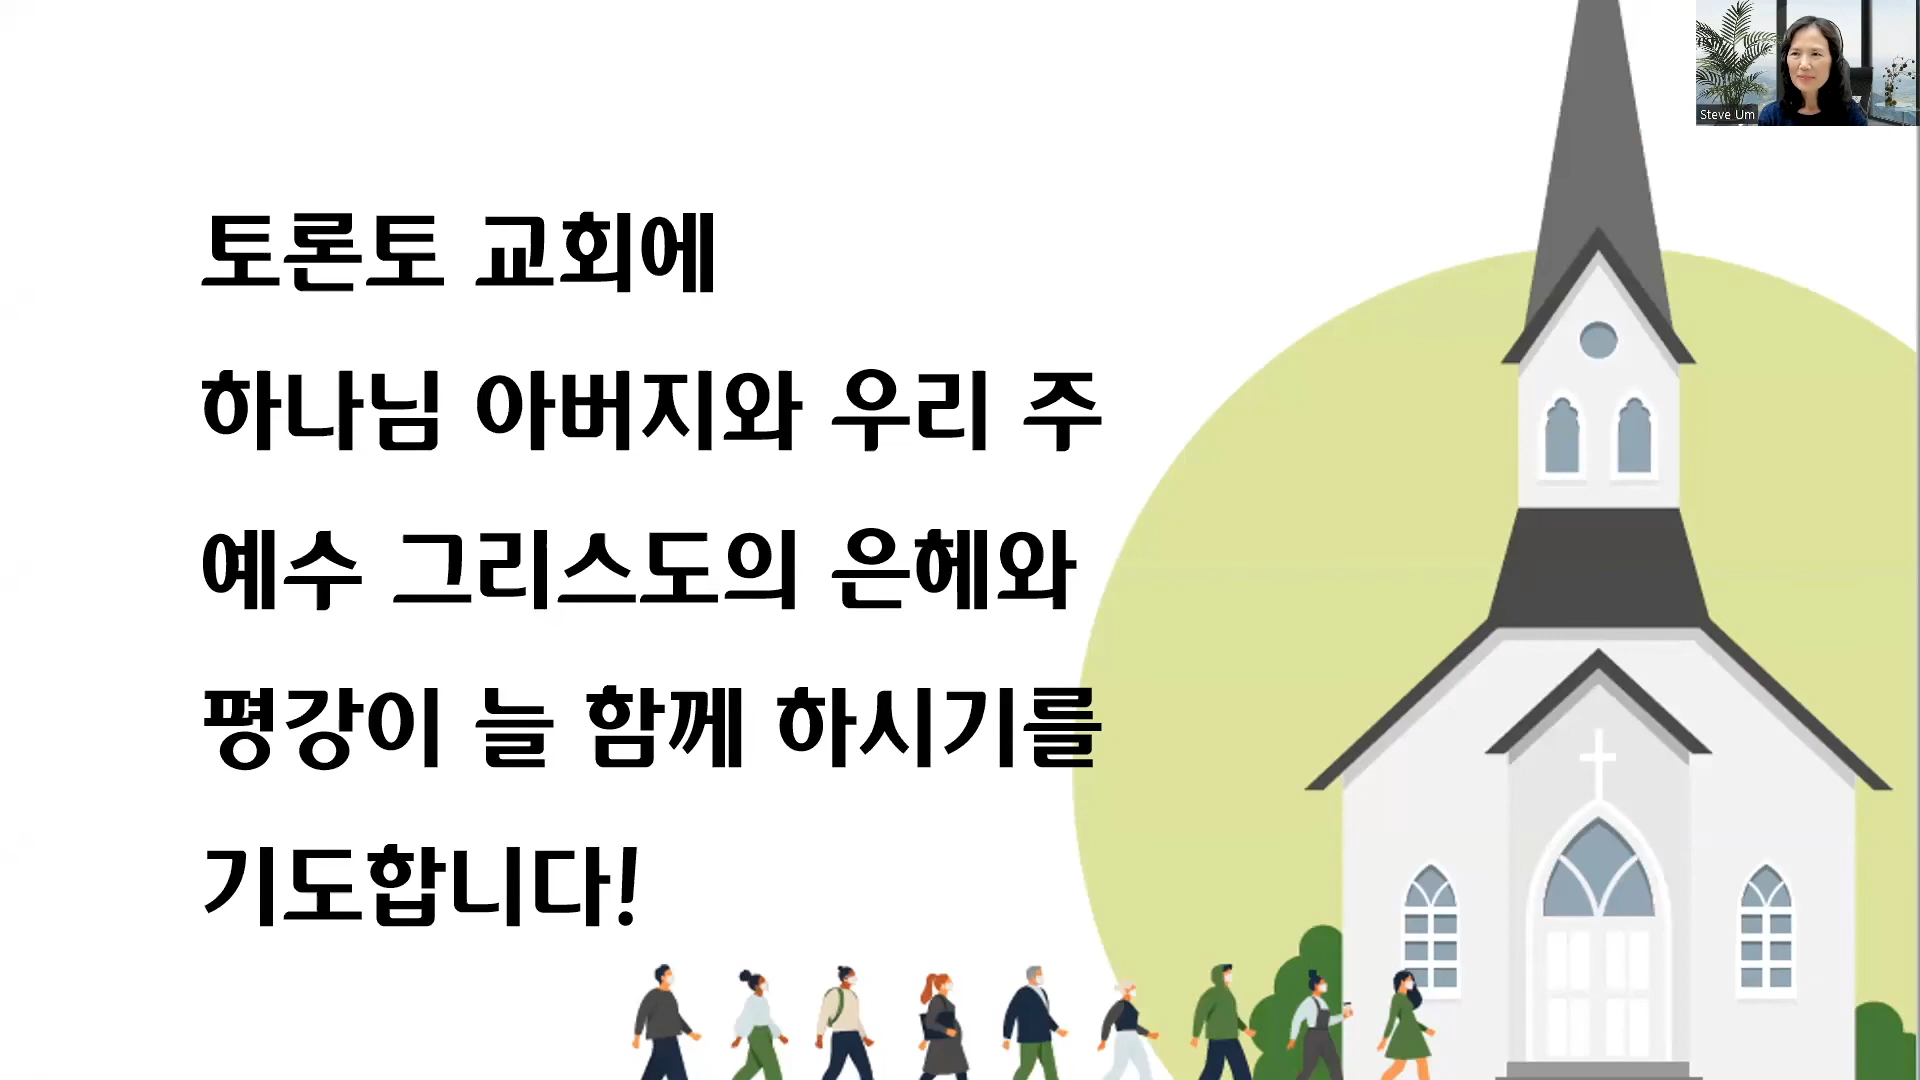 Steve Um
토론토 교회에
하나님 아버지와 우리 주
예수 그리스도의 은혜와
평강이 늘 함께 하시기를
기도합니다!